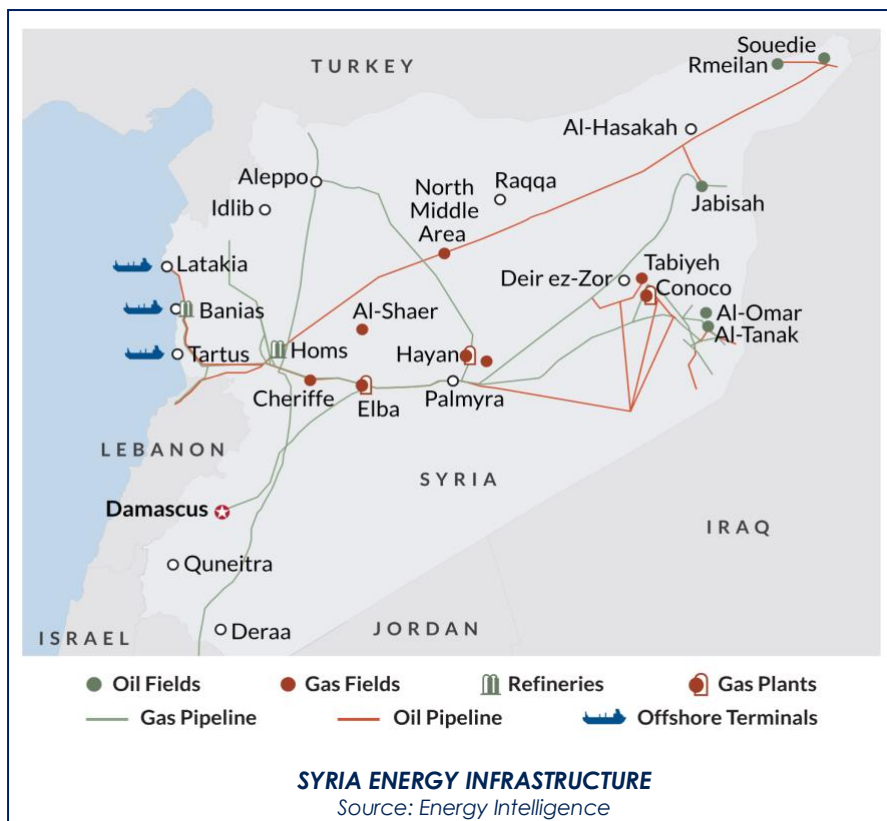 TURKEY
Souedie
Rmeilan
Al-Hasakah
Aleppo
Idlib
North
Middle
Area
Raqqa
Jabisah
Latakia
Deir ez-Zor
Tabiyeh
Conoco
Banias
Al-Shaer
Al-Omar
Al-Tanak
Tartus
Homs
Hayan
Cheriffe
Elba
Palmyra
LEBANON
SYRIA
Damascus
IRAQ
Quneitra
Deraa
JORDAN
ISRAEL
Oil Fields Gas Fields Refineries Gas Plants
Gas Pipeline Oil Pipeline Offshore Terminals
SYRIA ENERGY INFRASTRUCTURE
Source: Energy Intelligence